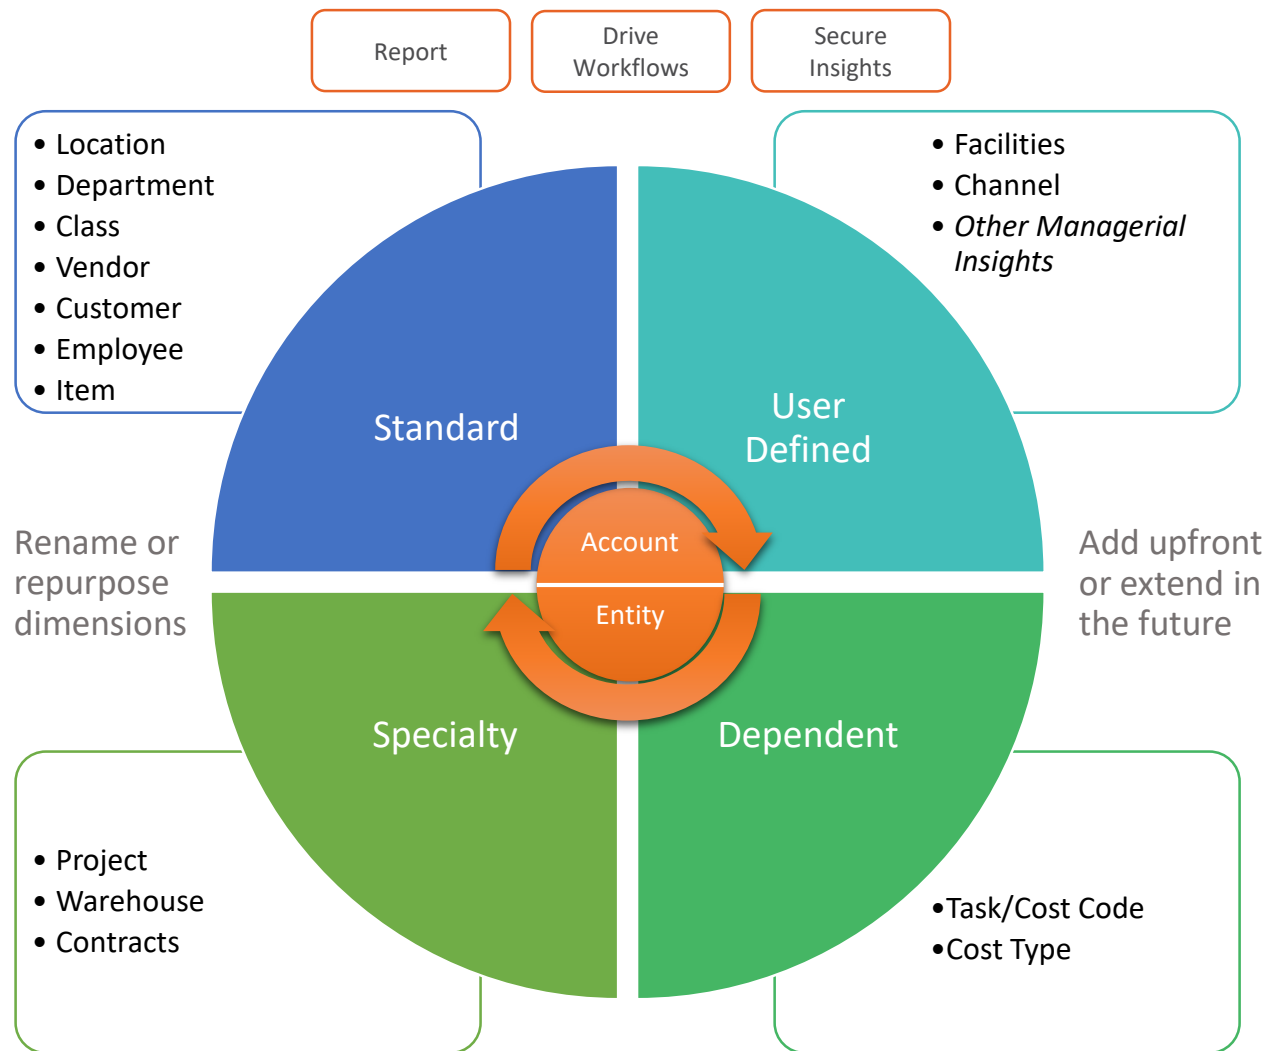 Report
Drive
Workflows
Secure
Insights
• Location
• Department
• Class
• Vendor
• Customer
• Employee
• Item
• Facilities
• Channel
• Other Managerial
Insights
Standard
User
Defined
Rename or
repurpose
dimensions
Account
Entity
Add upfront
or extend in
the future
Specialty
Dependent
• Project
• Warehouse
• Contracts
•Task/Cost Code
•Cost Type